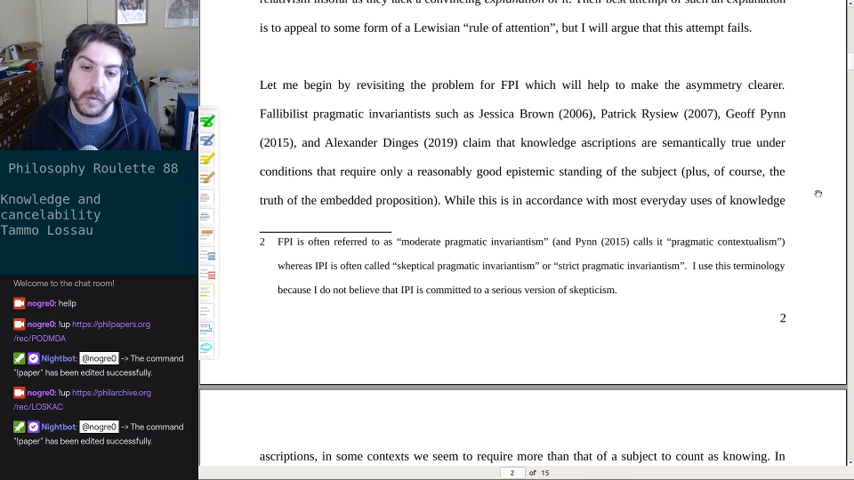 relativism insofar as they lack a convincing explanation of it. Their best attempt of such an explanation
is to appeal to some form of a Lewisian “rule of attention”, but I will argue that this attempt fails.
Let me begin by revisiting the problem for FPI which will help to make the asymmetry clearer.
Fallibilist pragmatic invariantists such as Jessica Brown (2006), Patrick Rysiew (2007), Geoff Pynn
(2015), and Alexander Dinges (2019) claim that knowledge ascriptions are semantically true under
conditions that require only a reasonably good epistemic standing of the subject (plus, of course, the
truth of the embedded proposition). While this is in accordance with most everyday uses of knowledge
2 FPI is often referred to as “moderate pragmatic invariantism” (and Pynn (2015) calls it “pragmatic contextualism”)
whereas IPI is often called “skeptical pragmatic invariantism” or “strict pragmatic invariantism”. I use this terminology
because I do not believe that IPI is committed to a serious version of skepticism.
2
ascriptions, in some contexts we seem to require more than that of a subject to count as knowing. In
2 of 15
Philosophy Roulette 88
Knowledge and
cancelability
Tammo Lossau
Welcome to the chat room!
nogre0: hellp
nogre0: !up https://philpapers.org
/rec/PODMDA
Nightbot: @nogre0 -> The command
"!paper" has been edited successfully.
nogre0: !up https://philarchive.org
/rec/LOSKAC
Nightbot: @nogre0 -> The command
"!paper" has been edited successfully.